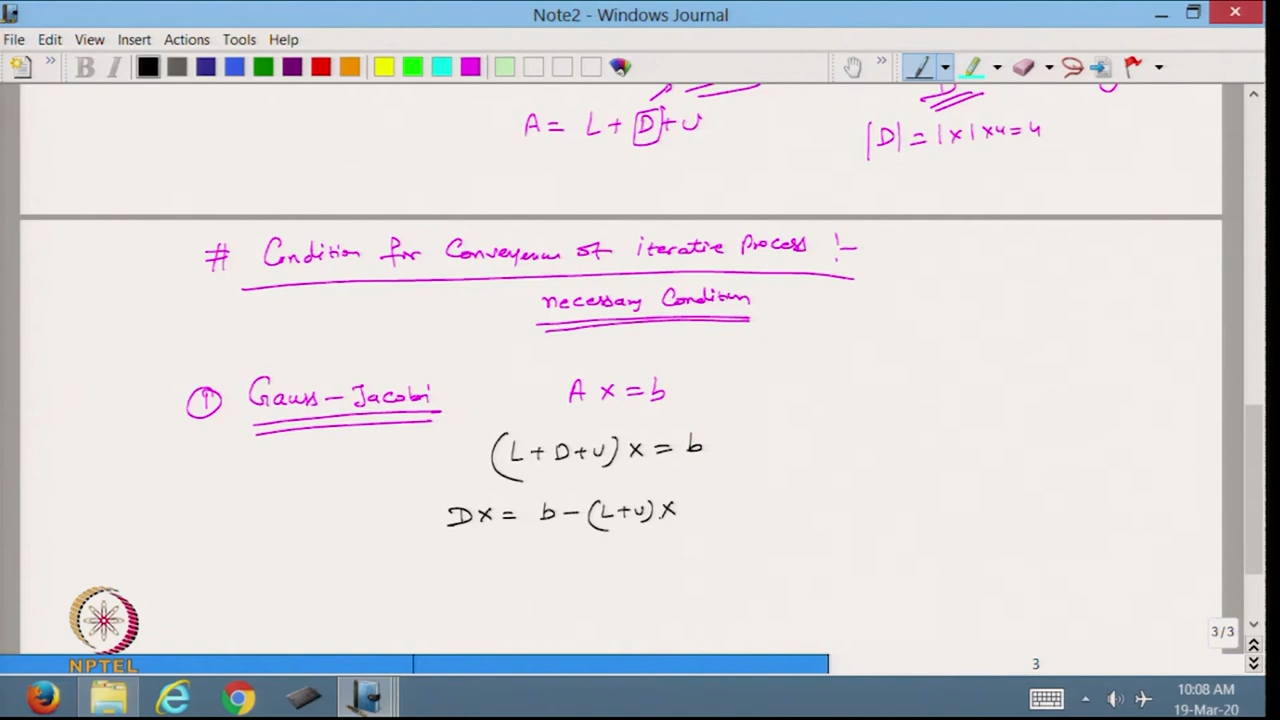 Note2 - Windows Journal
File Edit View Insert Actions Tools Help
A = L + D + U
|D| = 1 x 1 x 4 = 4
# Condition for Convergence of iterative Process :-
necessary Condition
1 Gauss - Jacobi
A x = b
(L + D + U) x = b
D x = b - (L + U) x
NPTEL
3/3
3
10:08 AM
19-Mar-20